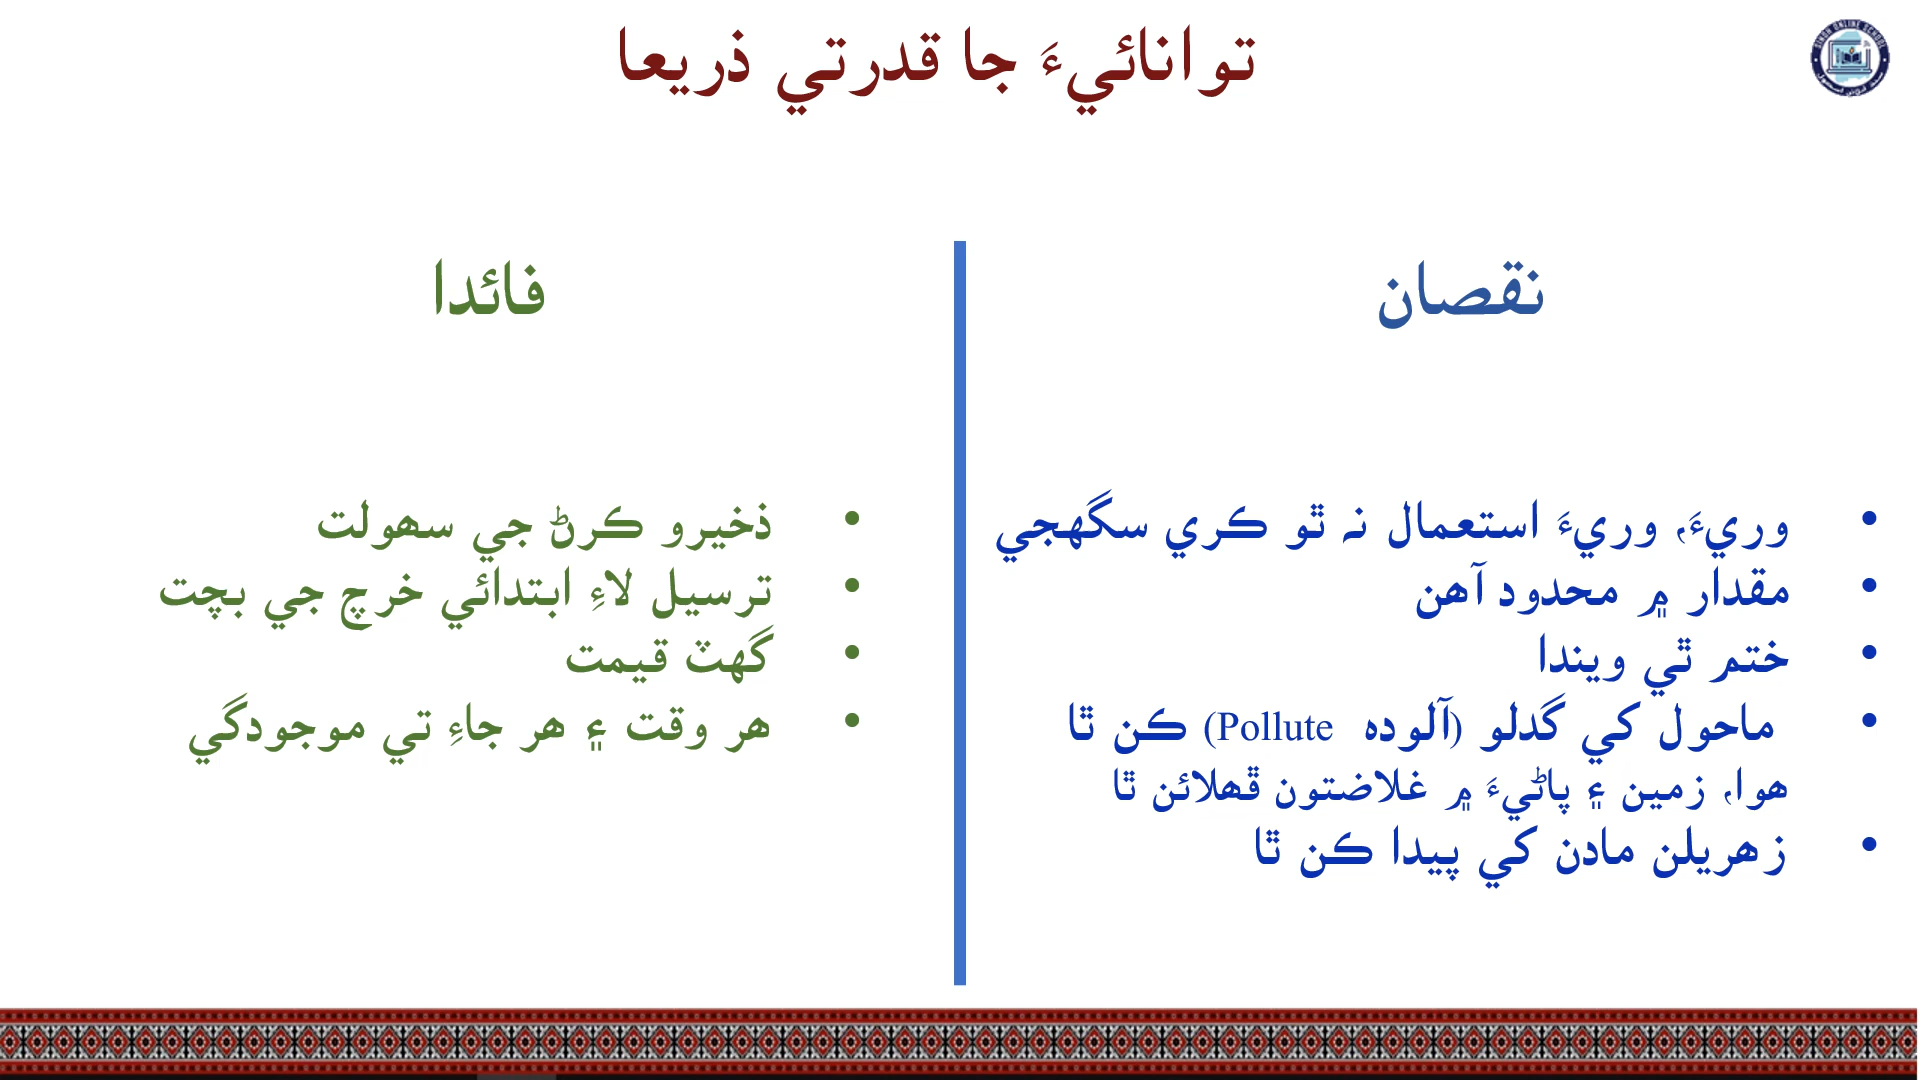 توانائيءَ جا قدرتي ذريعا
نقصان
وريءَ، وريءَ استعمال نہ ٿو ڪري سگهجي
مقدار ۾ محدود آهن
ختم ٿي ويندا
ماحول کي گدلو (آلودہ Pollute) ڪن ٿا
هوا، زمين ۽ پاڻيءَ ۾ غلاضتون ڦهلائن ٿا
زهريلن مادن کي پيدا ڪن ٿا
فائدا
ذخيرو ڪرڻ جي سهولت
ترسيل لاءِ ابتدائي خرچ جي بچت
گهٽ قيمت
هر وقت ۽ هر جاءِ تي موجودگي